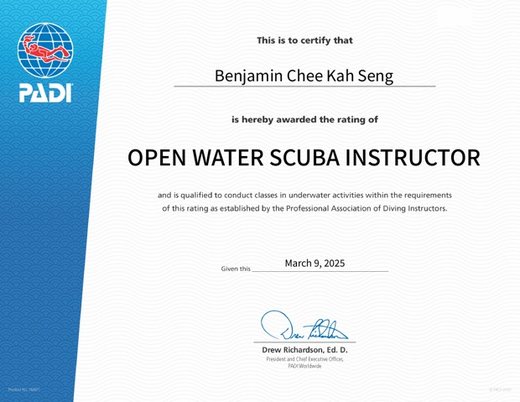 PADI
This is to certify that
Benjamin Chee Kah Seng
is hereby awarded the rating of
OPEN WATER SCUBA INSTRUCTOR
and is qualified to conduct classes in underwater activities within the requirements
of this rating as established by the Professional Association of Diving Instructors.
Given this March 9, 2025
Drew Richardson, Ed. D.
President and Chief Executive Officer,
PADI Worldwide